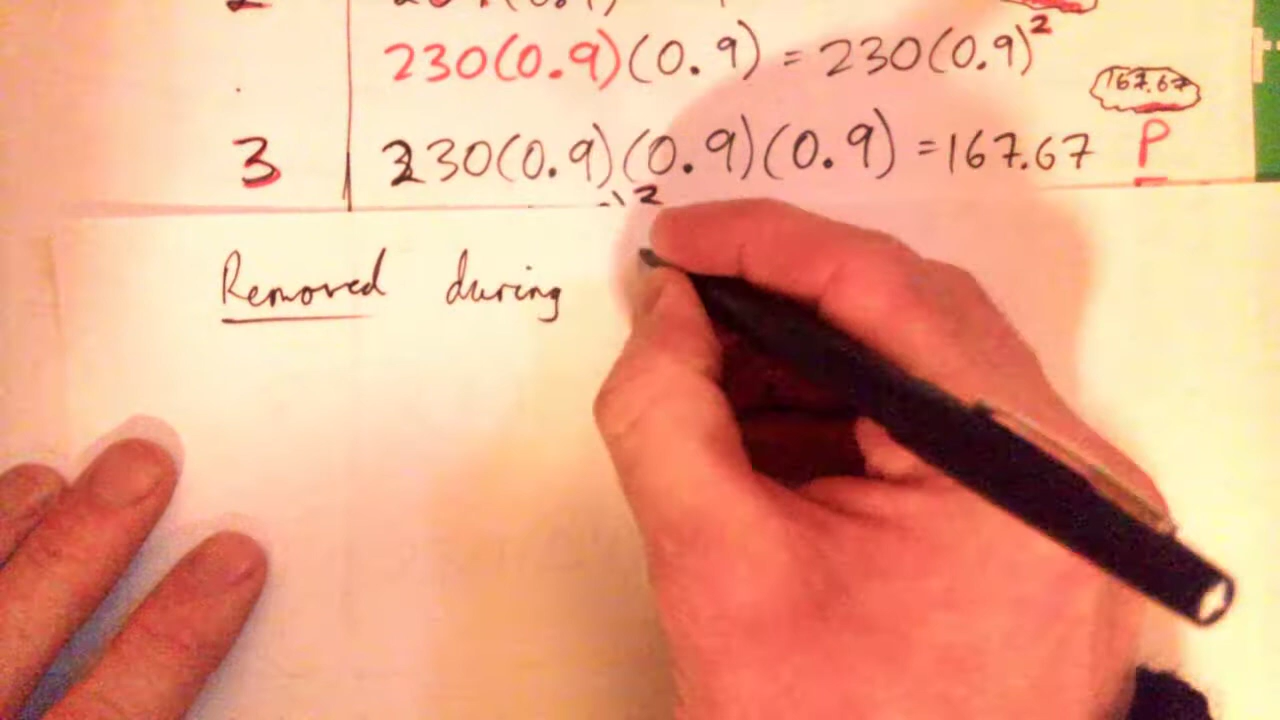 230(0.9)(0.9) = 230(0.9)²
167.67
3 230(0.9)(0.9)(0.9) =167.67 P
2
Removed during